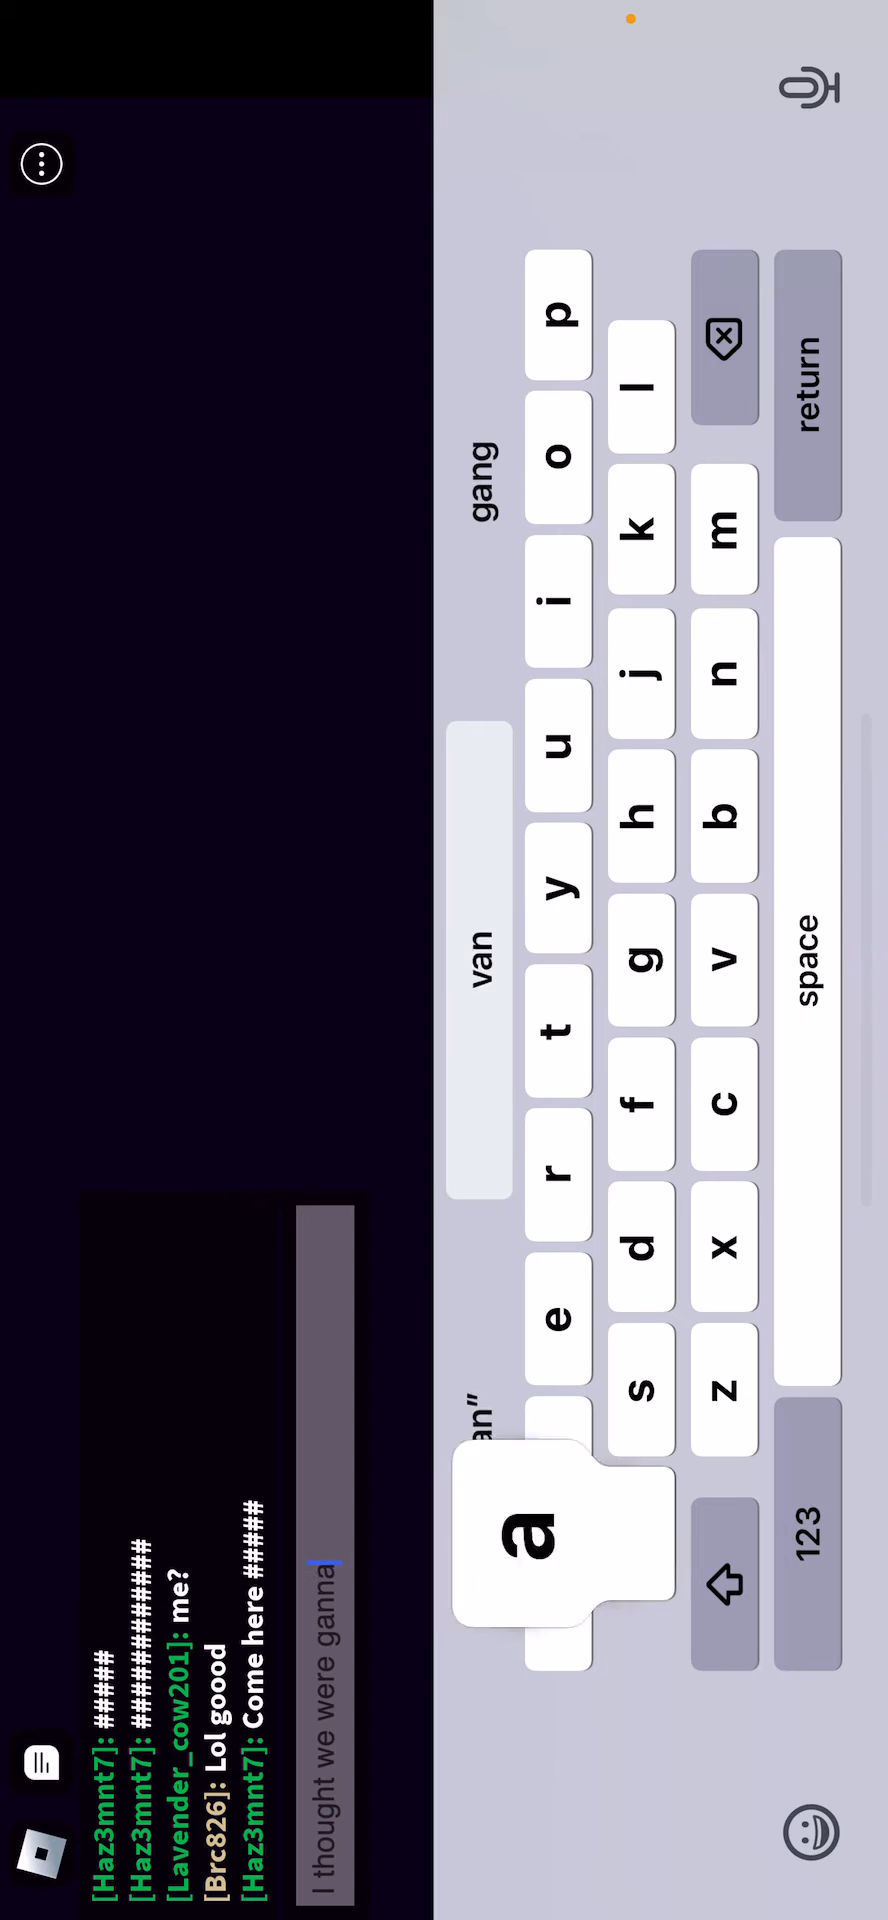 [Haz3mnt7]: #####
[Haz3mnt7]: ############
[Lavender_cow201]: me?
[Brc826]: Lol goood
[Haz3mnt7]: Come here #####
I thought we were ganna
an” van gang
e r t y u i o p
a s d f g h j k l
z x c v b n m
123 space return